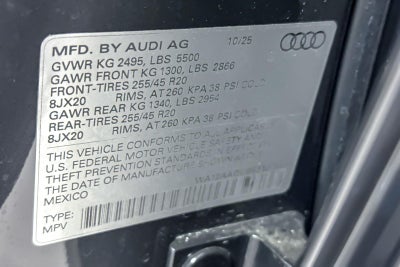 MFD. BY AUDI AG 10/25
GVWR KG 2495, LBS 5500
GAWR FRONT KG 1300, LBS 2866
FRONT-TIRES 255/45 R20
8JX20 RIMS, AT 260 KPA 38 PSI COLD
GAWR REAR KG 1340, LBS 2954
REAR-TIRES 255/45 R20
8JX20 RIMS, AT 260 KPA 38 PSI COLD
THIS VEHICLE CONFORMS TO ALL
U.S. FEDERAL MOTOR VEHICLE SAFETY AND
THEFT PREVENTION STANDARDS IN EFFECT
THE DATE OF MANUFACTURE SHOWN
MEXICO
TYPE:
MPV